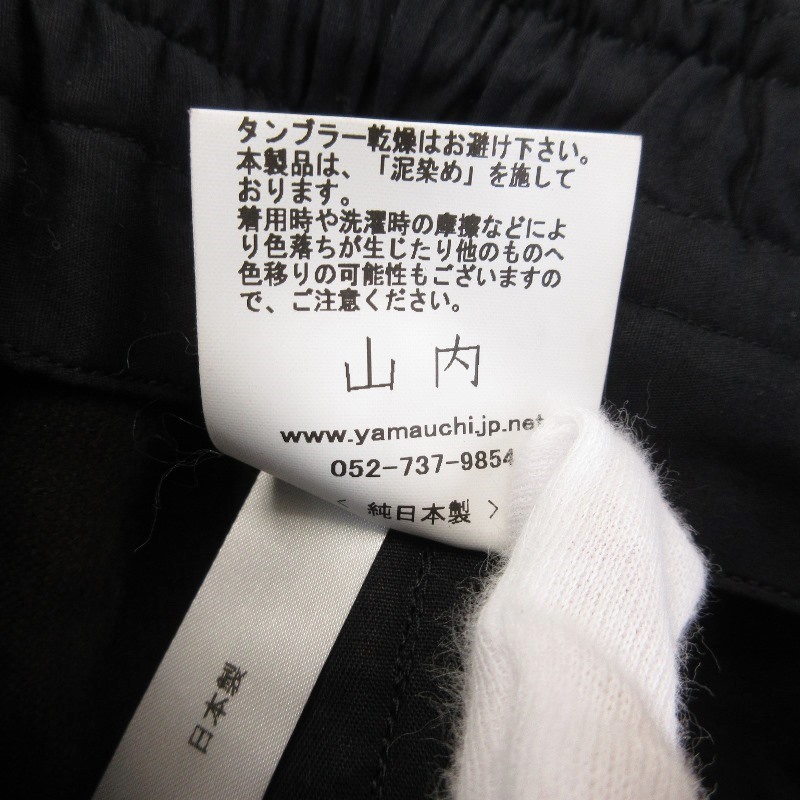 タンブラー乾燥はお避け下さい。
本製品は、「泥染め」を施して
おります。
着用時や洗濯時の摩擦などによ
り色落ちが生じたり他のものへ
色移りの可能性もございますの
で、ご注意ください。
山内
www.yamauchi.jp.net
052-737-9854
〈 純日本製 〉
日本製